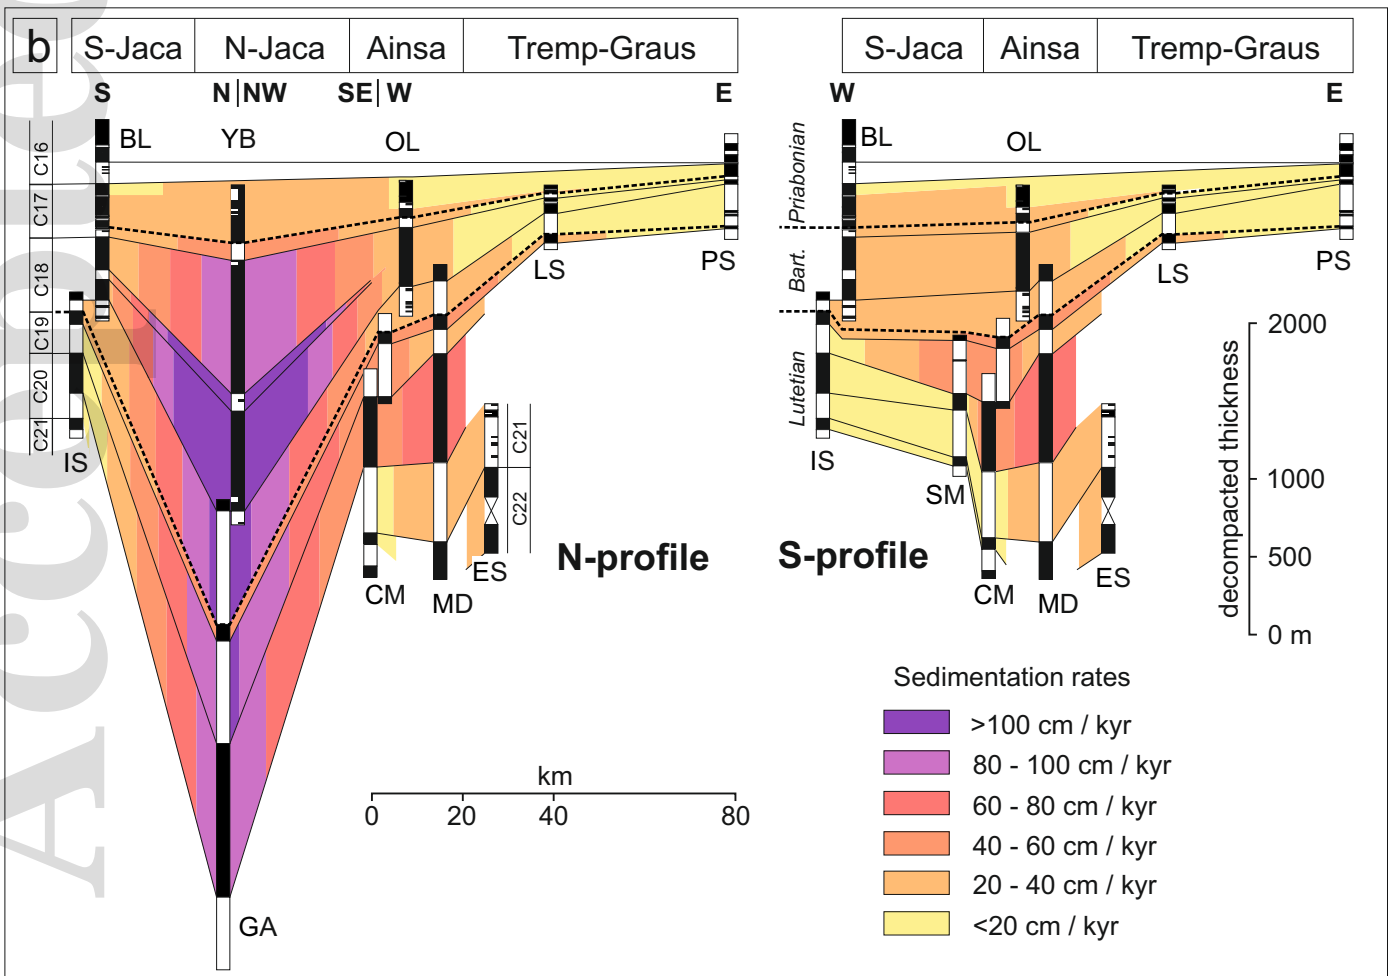 b S-Jaca N-Jaca Ainsa Tremp-Graus S-Jaca Ainsa Tremp-Graus
S N NW SE W E W E
BL YB OL BL OL
C16 C17 C18 C19 C20 C21
Priabonian
Bart.
Lutetian
LS PS LS PS
IS IS
C21
C22
SM
ES ES
CM MD CM MD
N-profile S-profile
GA
decompacted thickness
2000
1000
500
0 m
km
0 20 40 80
Sedimentation rates
>100 cm / kyr
80 - 100 cm / kyr
60 - 80 cm / kyr
40 - 60 cm / kyr
20 - 40 cm / kyr
<20 cm / kyr